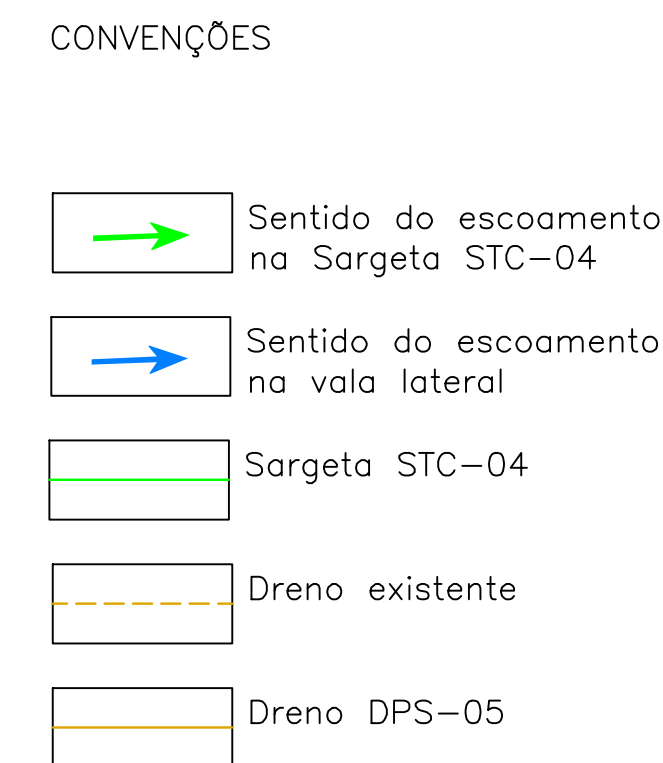 CONVENÇÕES
Sentido do escoamento
na Sargeta STC-04
Sentido do escoamento
na vala lateral
Sargeta STC-04
Dreno existente
Dreno DPS-05